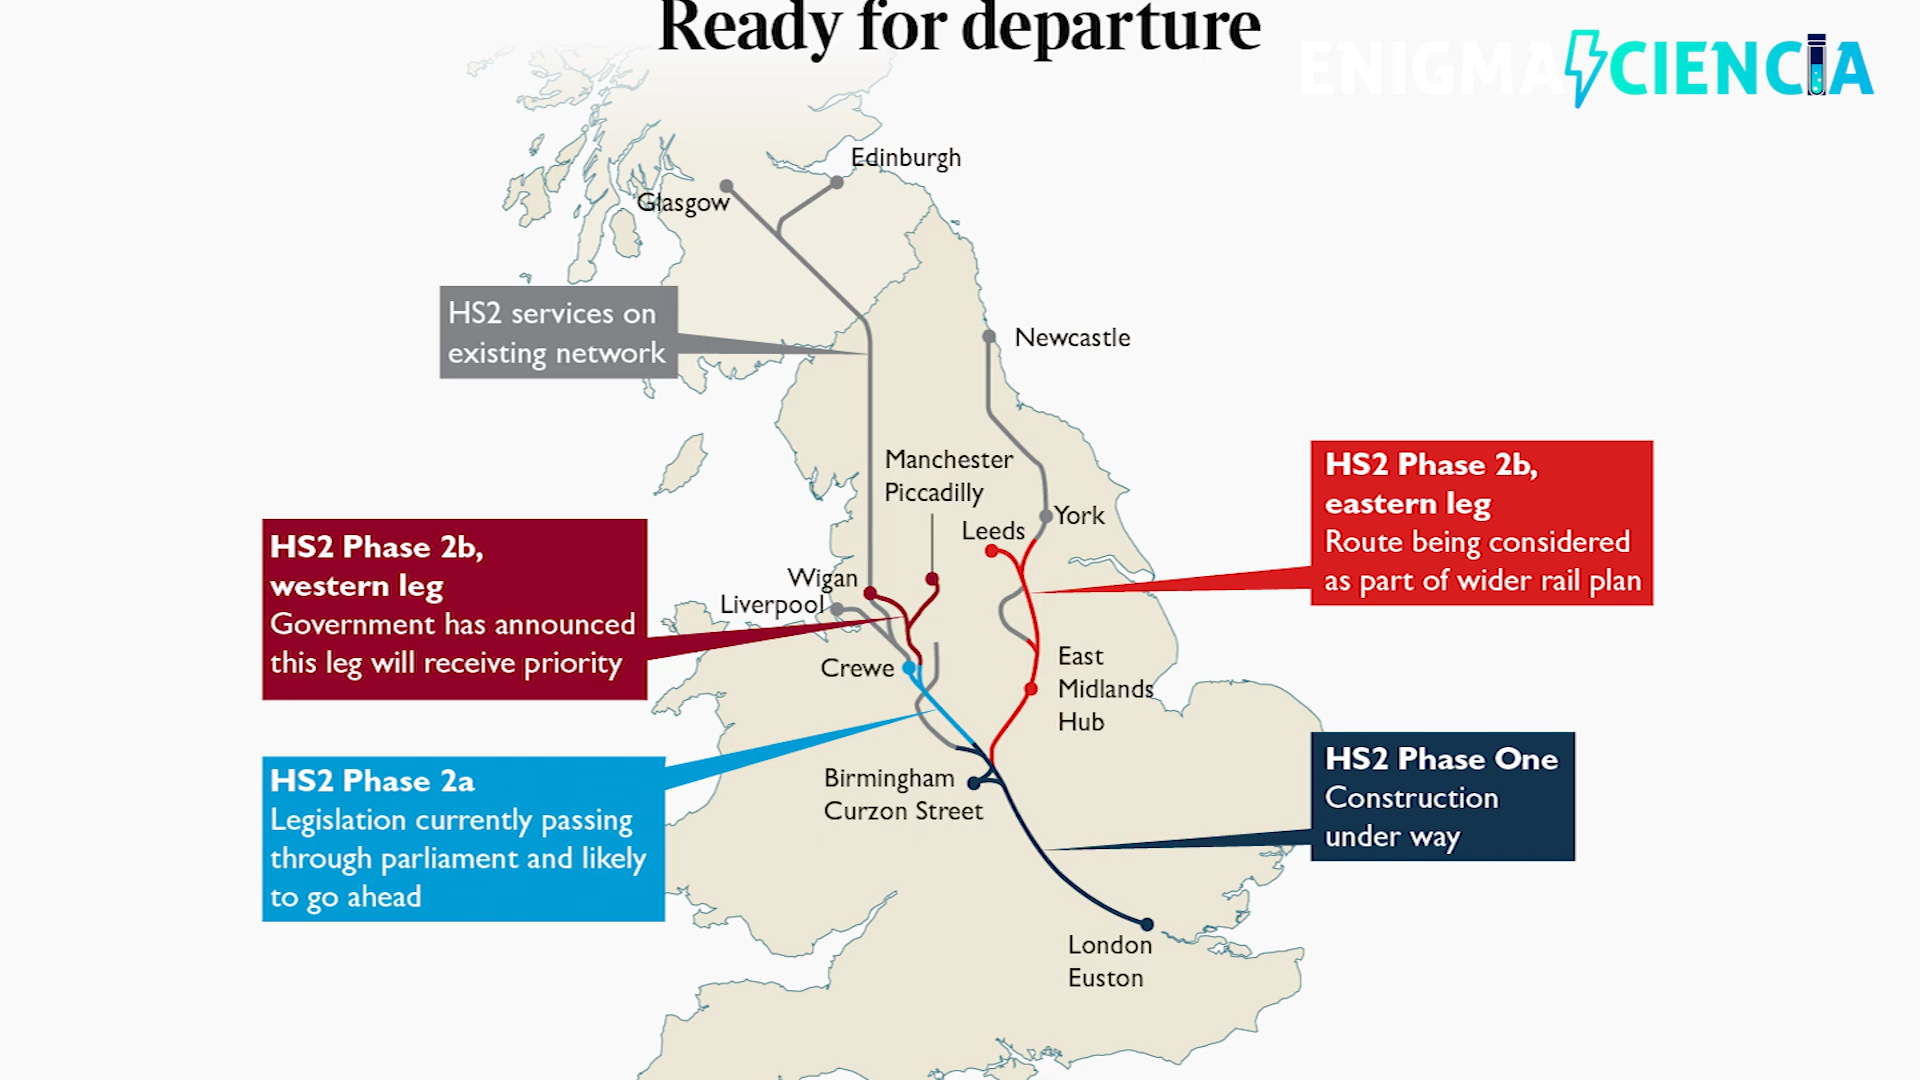 Ready for departure
ENIGMA CIENCIA
Edinburgh
Glasgow
HS2 services on
existing network
Newcastle
Manchester
Piccadilly
HS2 Phase 2b,
eastern leg
Route being considered
as part of wider rail plan
York
Leeds
HS2 Phase 2b,
western leg
Government has announced
this leg will receive priority
Wigan
Liverpool
Crewe
East
Midlands
Hub
HS2 Phase 2a
Legislation currently passing
through parliament and likely
to go ahead
Birmingham
Curzon Street
HS2 Phase One
Construction
under way
London
Euston